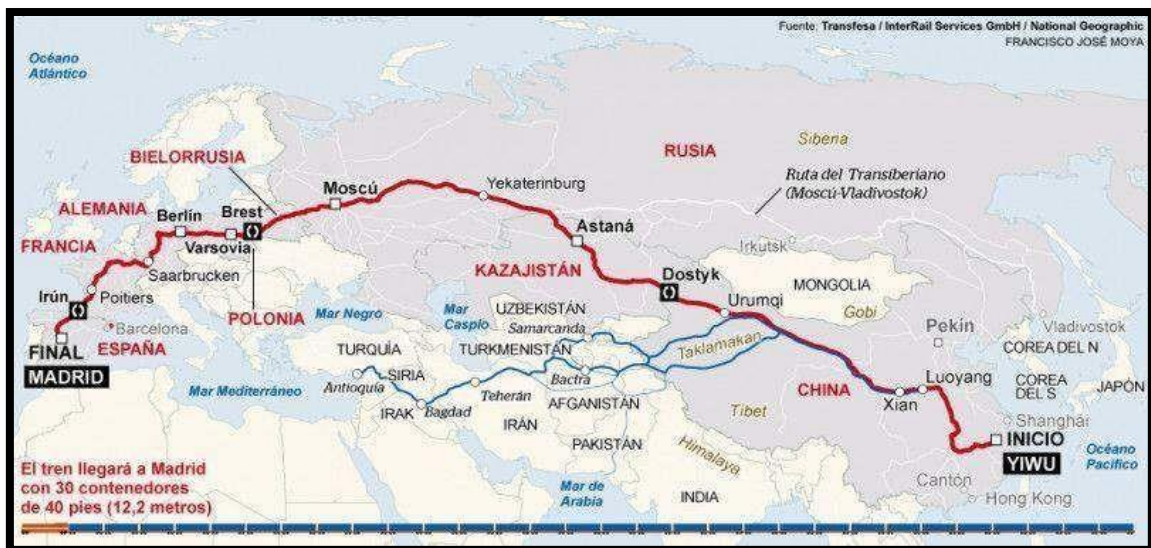 Fuente: Transfesa / InterRail Services GmbH / National Geographic
FRANCISCO JOSÉ MOYA
Océano
Atlántico
RUSIA
Siberia
BIELORRUSIA
Moscú
Yekaterinburg
Ruta del Transiberiano
(Moscú-Vladivostok)
ALEMANIA
Berlín
Brest
Astaná
FRANCIA
Varsovia
Irkutsk
Saarbrucken
KAZAJISTÁN
Dostyk
MONGOLIA
Irún
Poitiers
Urumqi
POLONIA
Mar Negro
Mar
Caspio
UZBEKISTÁN
Gobi
Barcelona
Samarcanda
Pekín
Vladivostok
FINAL
ESPAÑA
TURQUÍA
TURKMENISTÁN
Taklamakan
COREA DEL N
MADRID
SIRIA
Bactra
CHINA
Luoyang
COREA
DEL S
JAPÓN
Mar Mediterráneo
Antioquía
Teherán
AFGANISTÁN
Xian
IRAK
Bagdad
IRÁN
Tibet
Shanghái
PAKISTÁN
Himalaya
INICIO
YIWU
Océano
Pacífico
El tren llegará a Madrid
con 30 contenedores
de 40 pies (12,2 metros)
Mar de
Arabia
INDIA
Cantón
Hong Kong